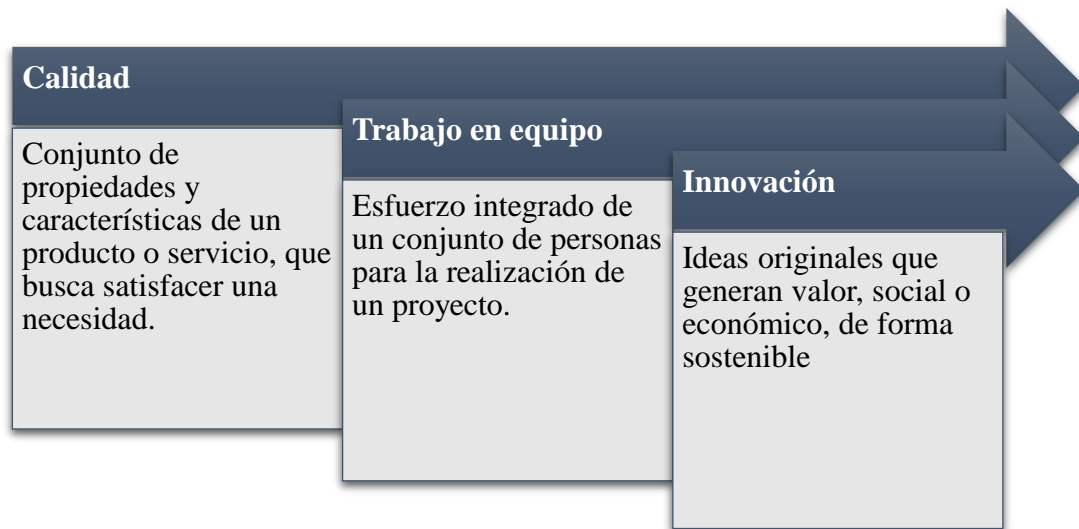 Calidad
Conjunto de
propiedades y
características de un
producto o servicio, que
busca satisfacer una
necesidad.
Trabajo en equipo
Esfuerzo integrado de
un conjunto de personas
para la realización de
un proyecto.
Innovación
Ideas originales que
generan valor, social o
económico, de forma
sostenible